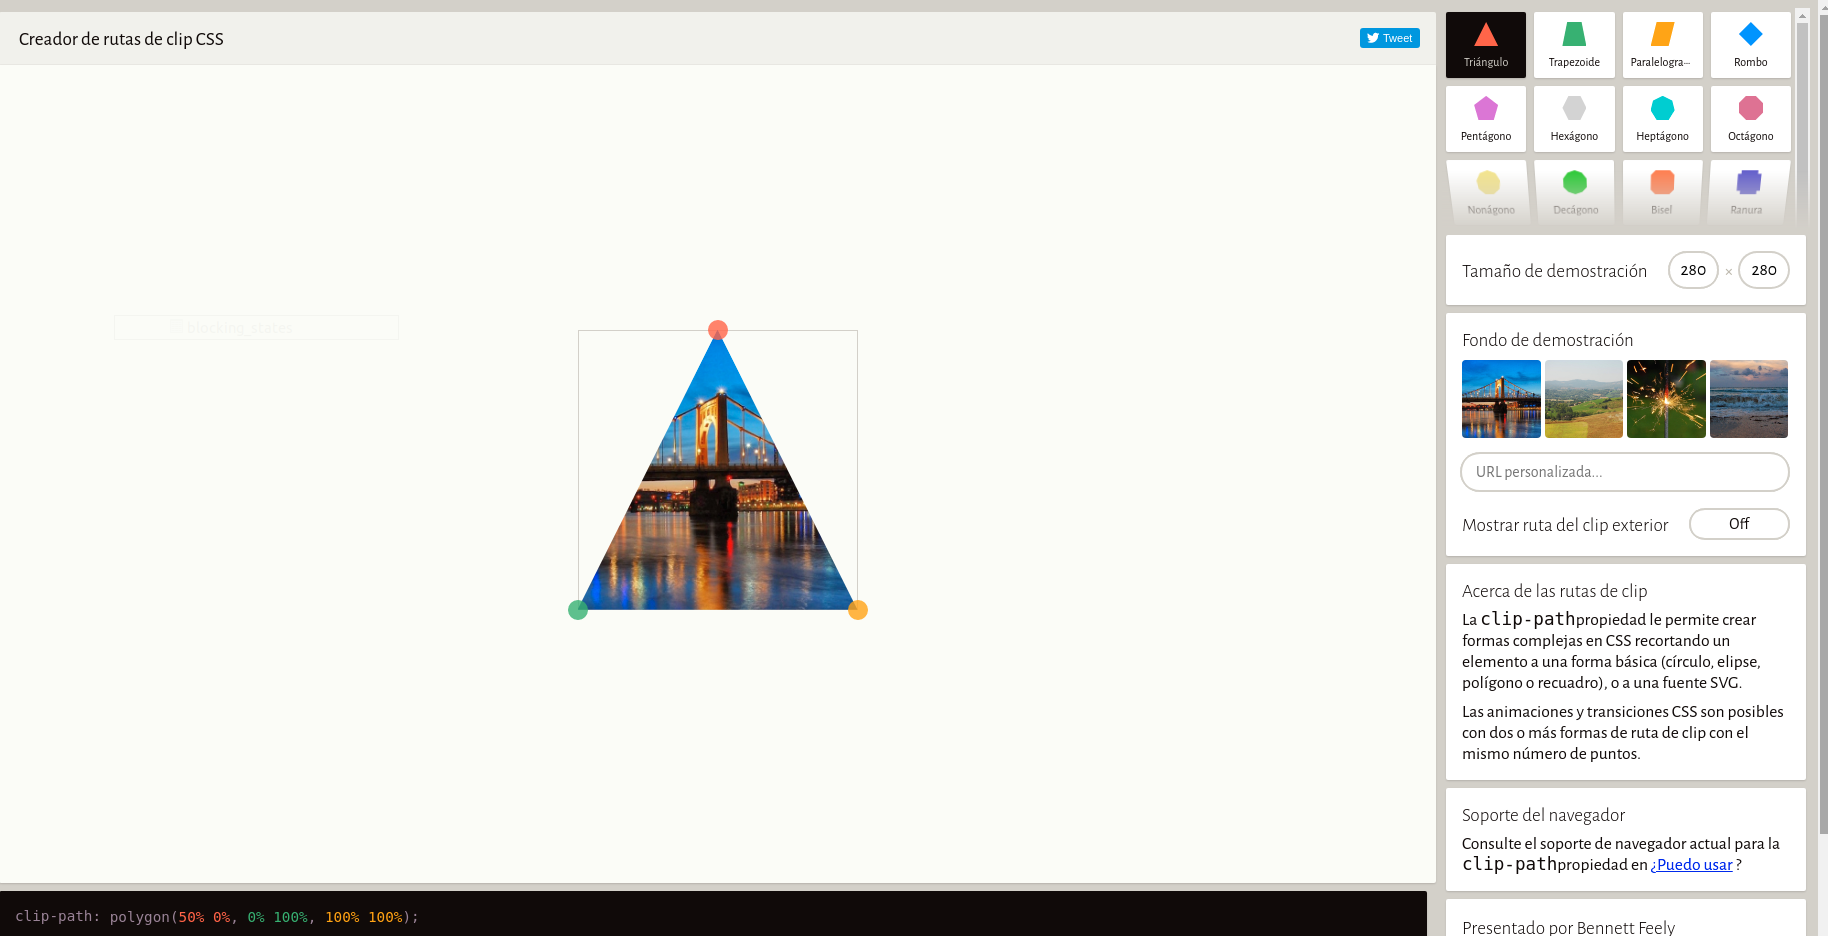 Creador de rutas de clip CSS
Tweet
Triángulo
Trapezoide
Paralelogra...
Rombo
Pentágono
Hexágono
Heptágono
Octágono
Nonágono
Decágono
Bisel
Ranura
Tamaño de demostración 280 × 280
Fondo de demostración
URL personalizada...
Mostrar ruta del clip exterior Off
blocking_states
Acerca de las rutas de clip
La clip-pathpropiedad le permite crear
formas complejas en CSS recortando un
elemento a una forma básica (círculo, elipse,
polígono o recuadro), o a una fuente SVG.
Las animaciones y transiciones CSS son posibles
con dos o más formas de ruta de clip con el
mismo número de puntos.
Soporte del navegador
Consulte el soporte de navegador actual para la
clip-pathpropiedad en ¿Puedo usar ?
Presentado por Bennett Feely
clip-path: polygon(50% 0%, 0% 100%, 100% 100%);